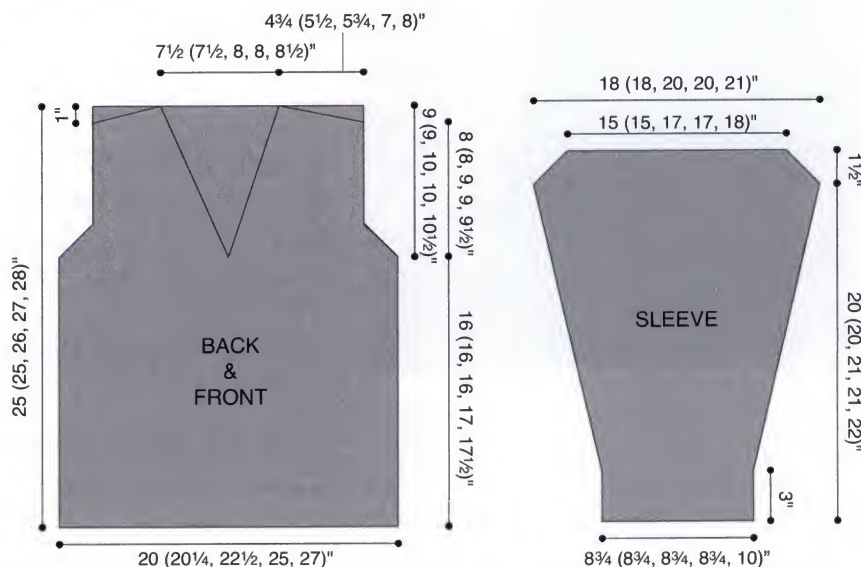 4¾ (5½, 5¾, 7, 8)"
7½ (7½, 8, 8, 8½)"
1"
25 (25, 26, 27, 28)"
9 (9, 10, 10, 10½)"
8 (8, 9, 9, 9½)"
16 (16, 16, 17, 17½)"
BACK
&
FRONT
20 (20¼, 22½, 25, 27)"
18 (18, 20, 20, 21)"
15 (15, 17, 17, 18)"
1½"
SLEEVE
20 (20, 21, 21, 22)"
3"
8¾ (8¾, 8¾, 8¾, 10)"